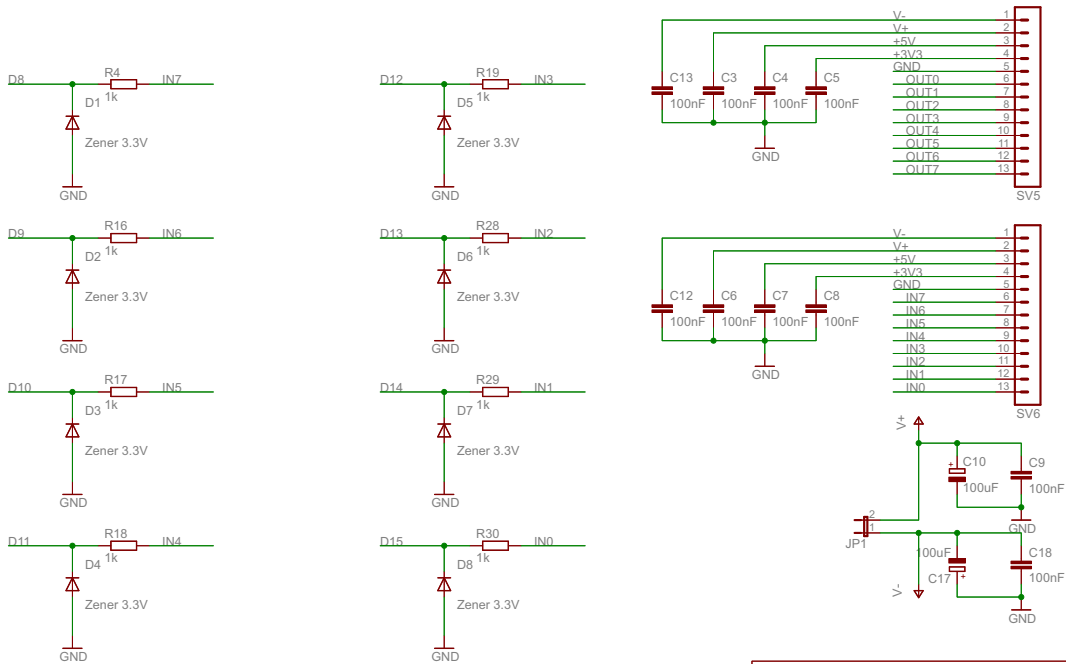 D8 R4 IN7
1k
D1
Zener 3.3V
GND
D9 R16 IN6
1k
D2
Zener 3.3V
GND
D10 R17 IN5
1k
D3
Zener 3.3V
GND
D11 R18 IN4
1k
D4
Zener 3.3V
GND
D12 R19 IN3
1k
D5
Zener 3.3V
GND
D13 R28 IN2
1k
D6
Zener 3.3V
GND
D14 R29 IN1
1k
D7
Zener 3.3V
GND
D15 R30 IN0
1k
D8
Zener 3.3V
GND
V- 1
V+ 2
+5V 3
+3V3 4
GND 5
OUT0 6
OUT1 7
OUT2 8
OUT3 9
OUT4 10
OUT5 11
OUT6 12
OUT7 13
SV5
C13 C3 C4 C5
100nF 100nF 100nF 100nF
GND
V- 1
V+ 2
+5V 3
+3V3 4
GND 5
IN7 6
IN6 7
IN5 8
IN4 9
IN3 10
IN2 11
IN1 12
IN0 13
SV6
C12 C6 C7 C8
100nF 100nF 100nF 100nF
GND
V+
+ C10 C9
100uF 100nF
GND
2
1
JP1
100uF C18
C17 + 100nF
V-
GND